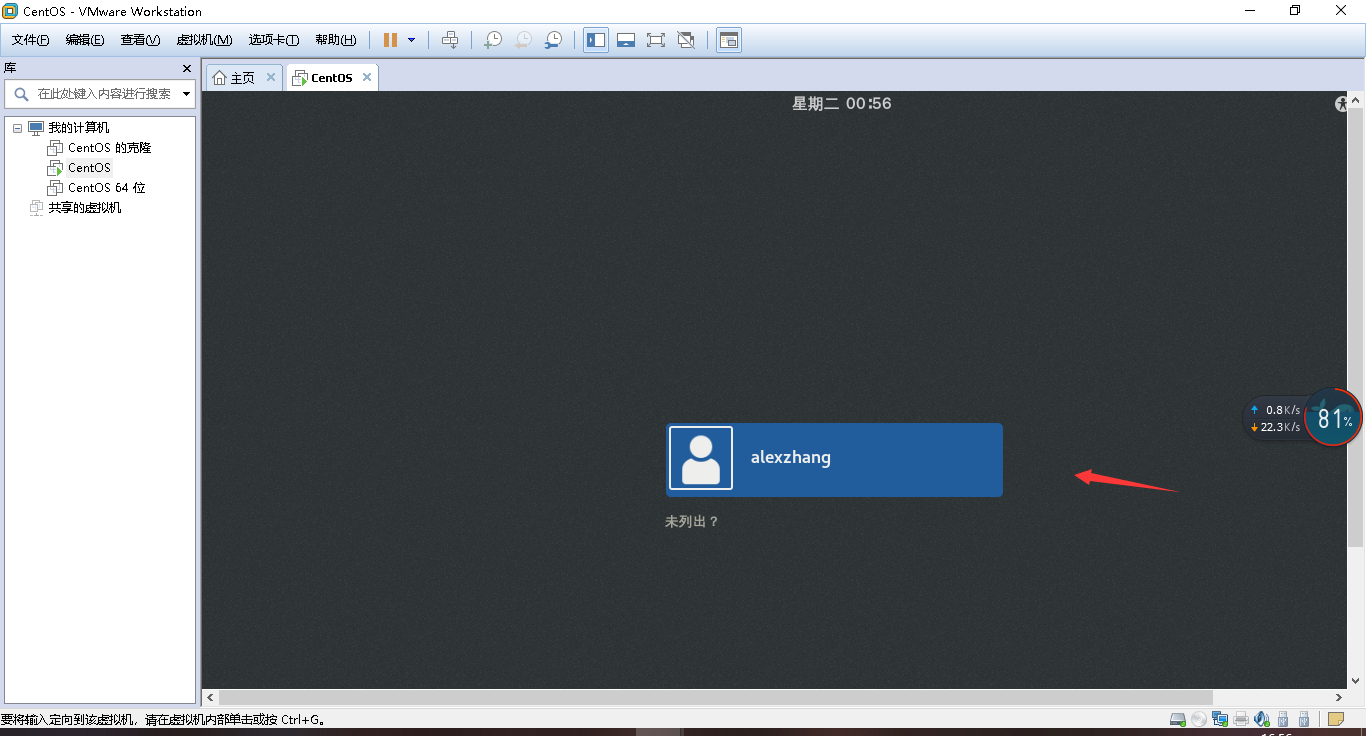 CentOS - VMware Workstation
文件(F) 编辑(E) 查看(V) 虚拟机(M) 选项卡(T) 帮助(H)
库
主页
CentOS
在此处键入内容进行搜索
星期二 00:56
我的计算机
CentOS 的克隆
CentOS
CentOS 64 位
共享的虚拟机
0.8K/s
22.3K/s
81%
alexzhang
未列出？
要将输入定向到该虚拟机，请在虚拟机内部单击或按 Ctrl+G。